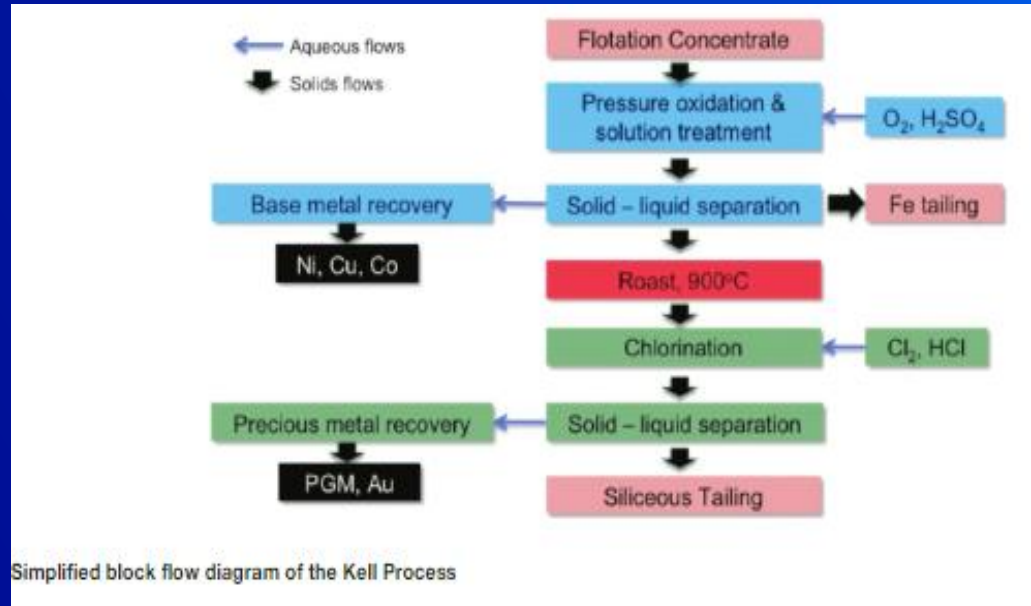 Aqueous flows
Solids flows
Flotation Concentrate
Pressure oxidation &
solution treatment
O₂, H₂SO₄
Base metal recovery
Solid – liquid separation
Fe tailing
Ni, Cu, Co
Roast, 900ºC
Chlorination
Cl₂, HCl
Precious metal recovery
Solid – liquid separation
PGM, Au
Siliceous Tailing
Simplified block flow diagram of the Kell Process